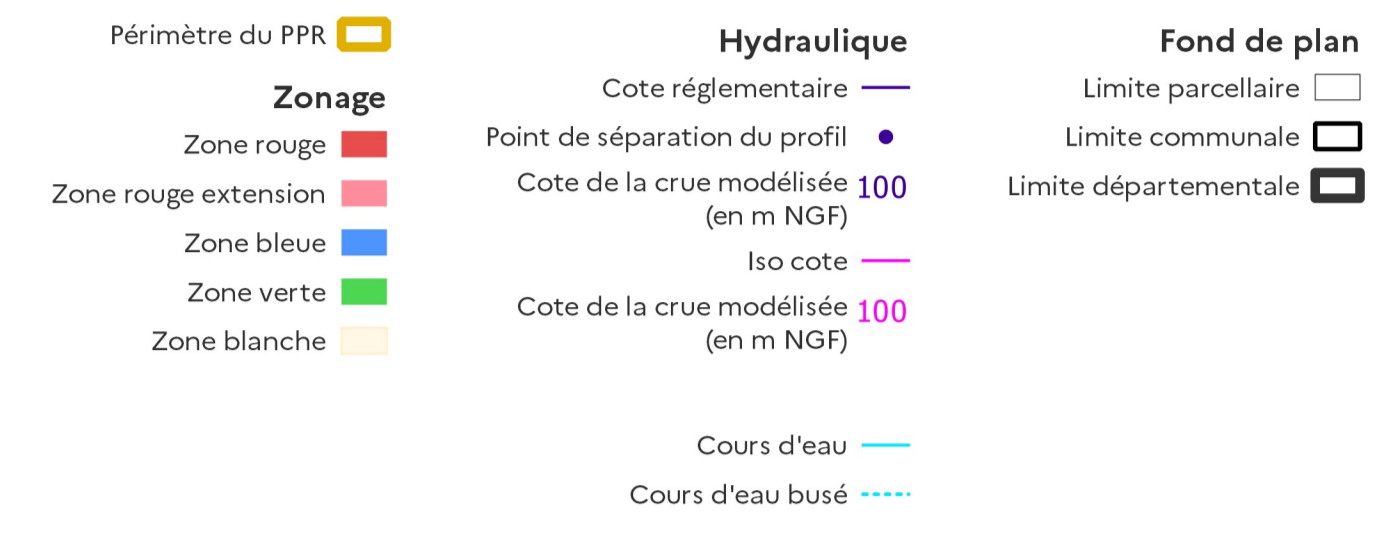 Périmètre du PPR
Zonage
Zone rouge
Zone rouge extension
Zone bleue
Zone verte
Zone blanche
Hydraulique
Cote réglementaire
Point de séparation du profil
Cote de la crue modélisée 100
(en m NGF)
Iso cote
Cote de la crue modélisée 100
(en m NGF)
Cours d'eau
Cours d'eau busé
Fond de plan
Limite parcellaire
Limite communale
Limite départementale